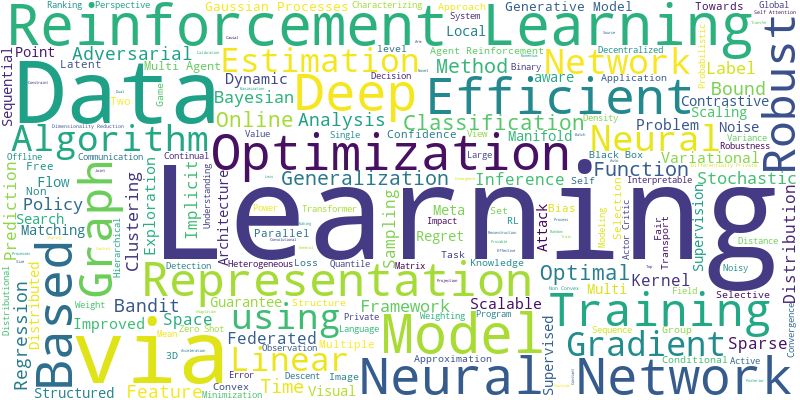 Reinforcement Learning
Ranking
Perspective
Gaussian Processes
Characterizing
Approach
Generative Model
Towards
Global
Self Attention
System
Sequential
Point
Adversarial
Estimation
Local
Agent Reinforcement
Decentralized
Probabilistic
Latent
Multi Agent
level
Method
Network
Label
Data
Deep
Efficient
Robust
Game
Dynamic
Decision
Binary
aware
Application
Contrastive
Two
Bayesian
Scaling
Bound
Algorithm
Online
Analysis
Classification
Neural
Problem
Density
Noise
Dimensionality Reduction
Value
Single
Confidence
View
Manifold
Variance
Optimization
Robustness
Offline
Communication
Continual
Understanding
Large
Black Box
Variational
Free
Generalization
Inference
Self
Function
Interpretable
Stochastic
Non
Flow
Prediction
Policy
Search
Matching
Graph
Clustering
Exploration
Implicit
Architecture
Learning
Power
Transformer
Sampling
Meta
Set
RL
Attack
Bias
Modeling
Selection
Actor Critic
Fair
Transport
Supervision
Distribution
Distance
Impact
Parallel
Regret
Task
Heterogeneous
Loss
Quantile
Matrix
Knowledge
Optimal
Kernel
Noisy
Hierarchical
Detection
Based
Representation
Selective
Distributional
Regression
Distributed
Weight
Bandit
Guarantee
Structure
Private
Weighting
Program
Scalable
Multi
Field
Improved
Space
Zero Shot
Framework
Language
Training
Sequence
Group
Convergence
via
using
Federated
Observation
Multiple
Model
Supervised
Non Convex
Mean
3D
Linear
Approximation
Gradient
Sparse
Conditional
Active
Structured
Feature
Error
Time
Convex
Minimization
Descent
Visual
Image
Neural Network